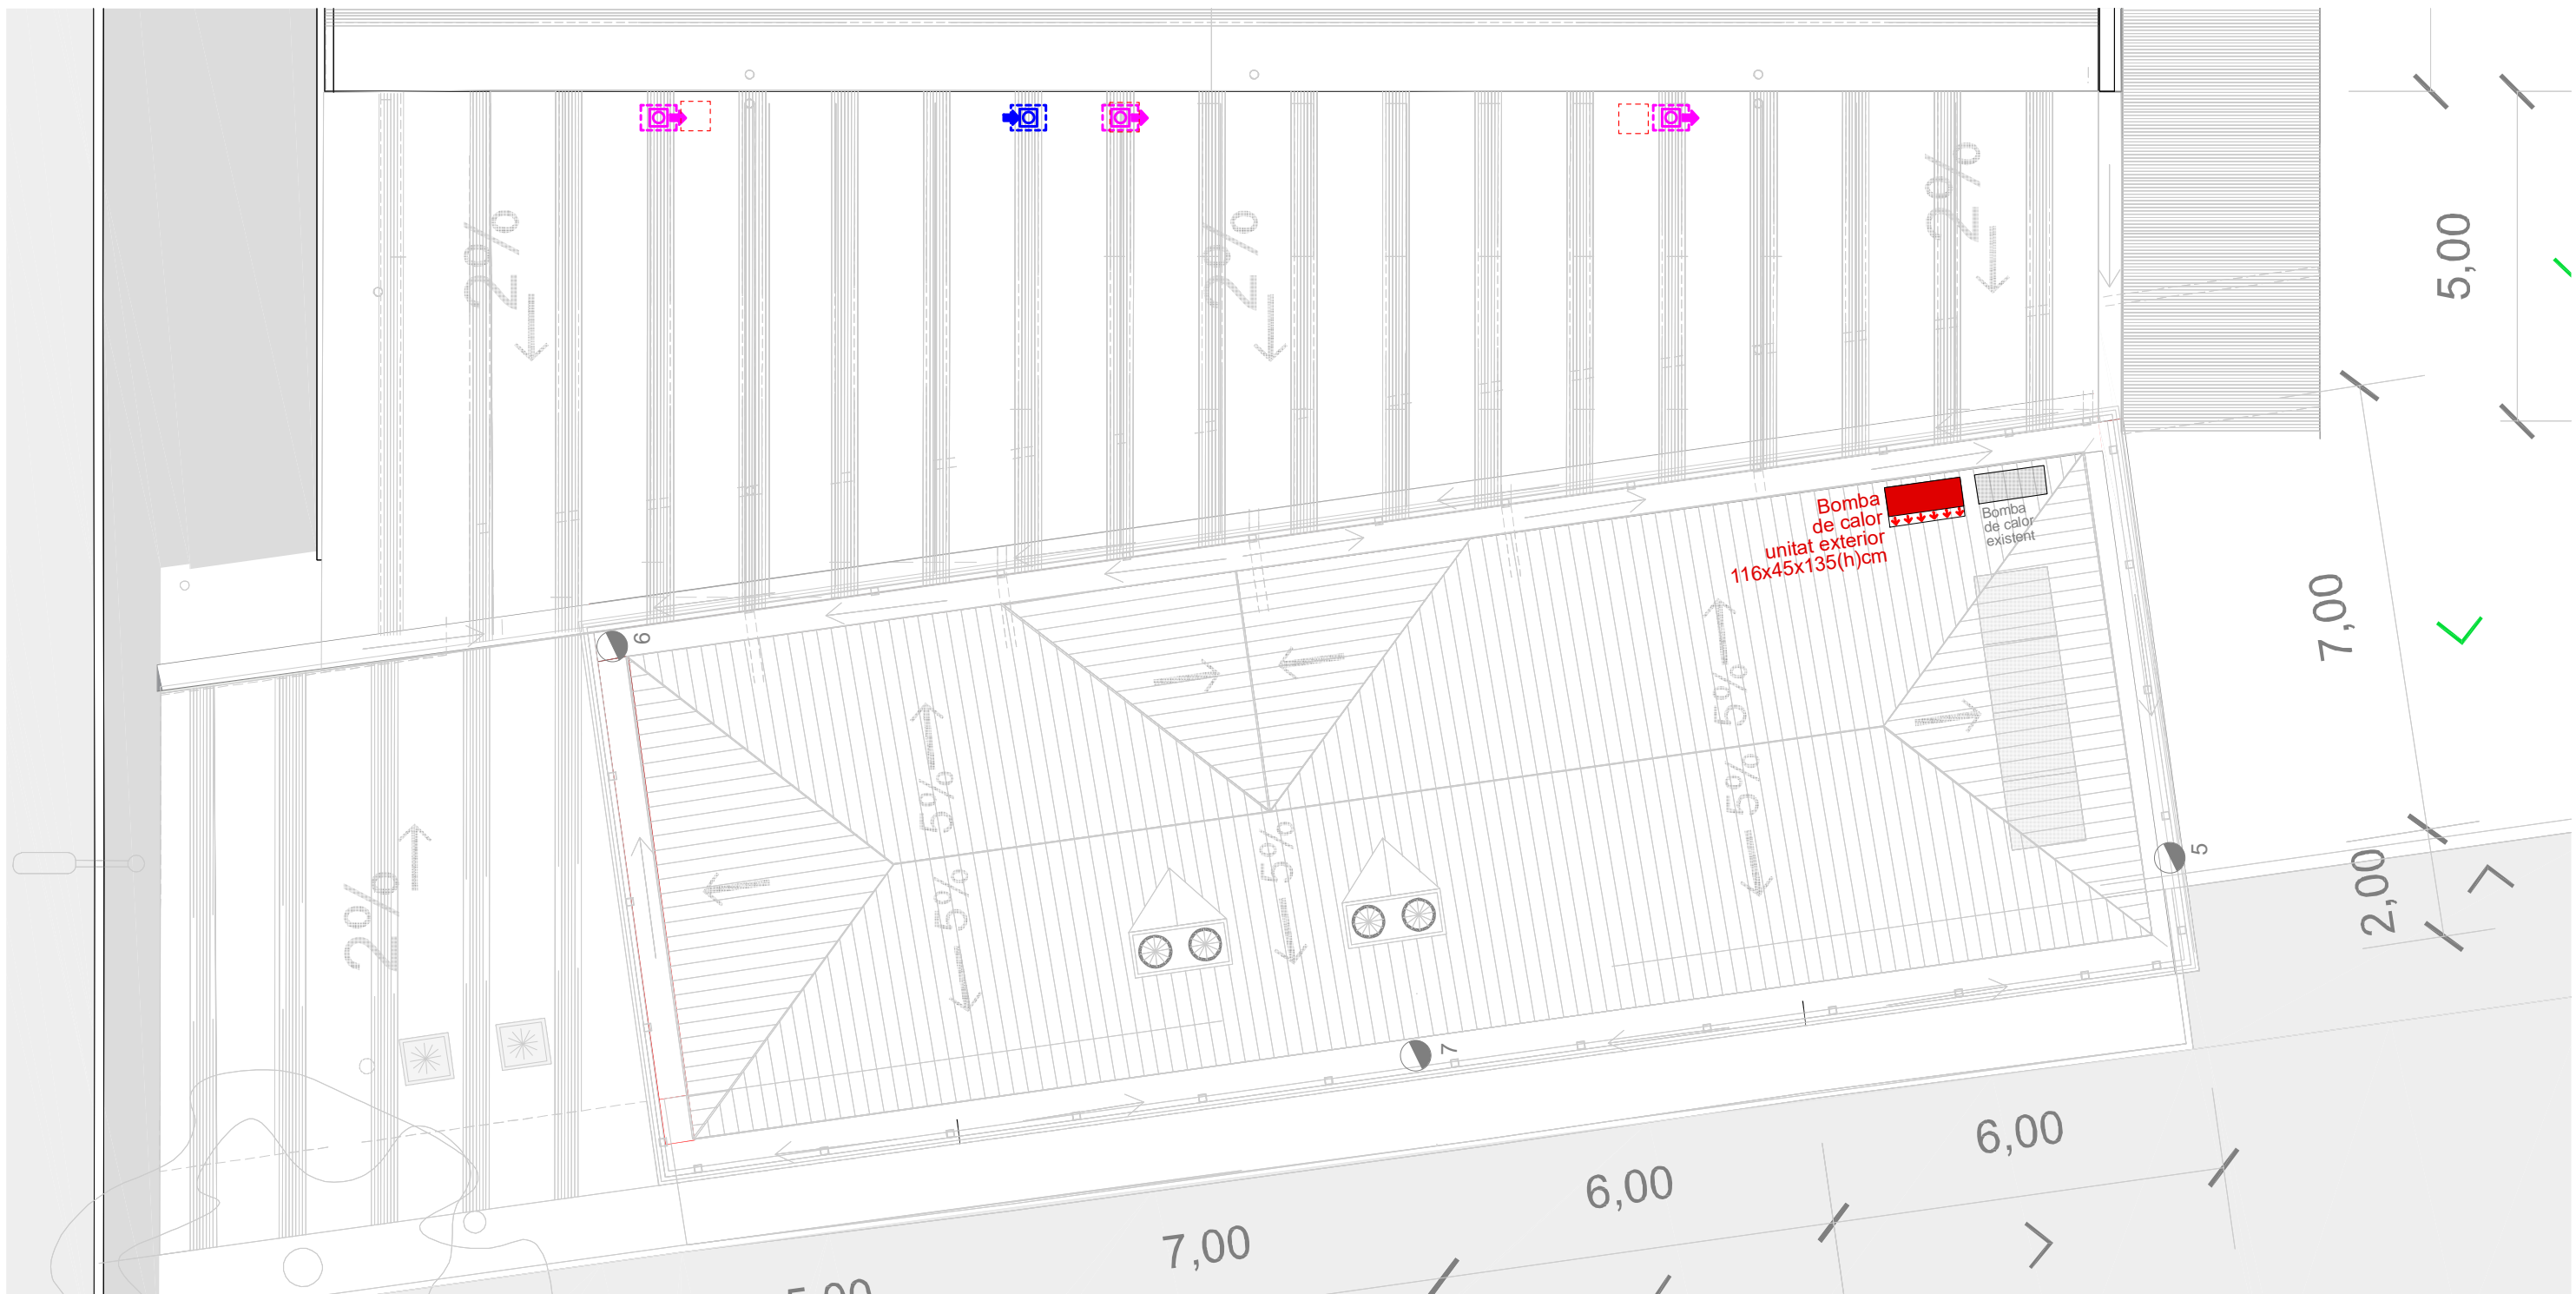 2%
2%
2%
5,00
Bomba
de calor
unitat exterior
116x45x135(h)cm
Bomba
de calor
existent
6
7,00
5%
5%
5%
5%
5%
2%
5
2,00
7
6,00
6,00
7,00
5,00